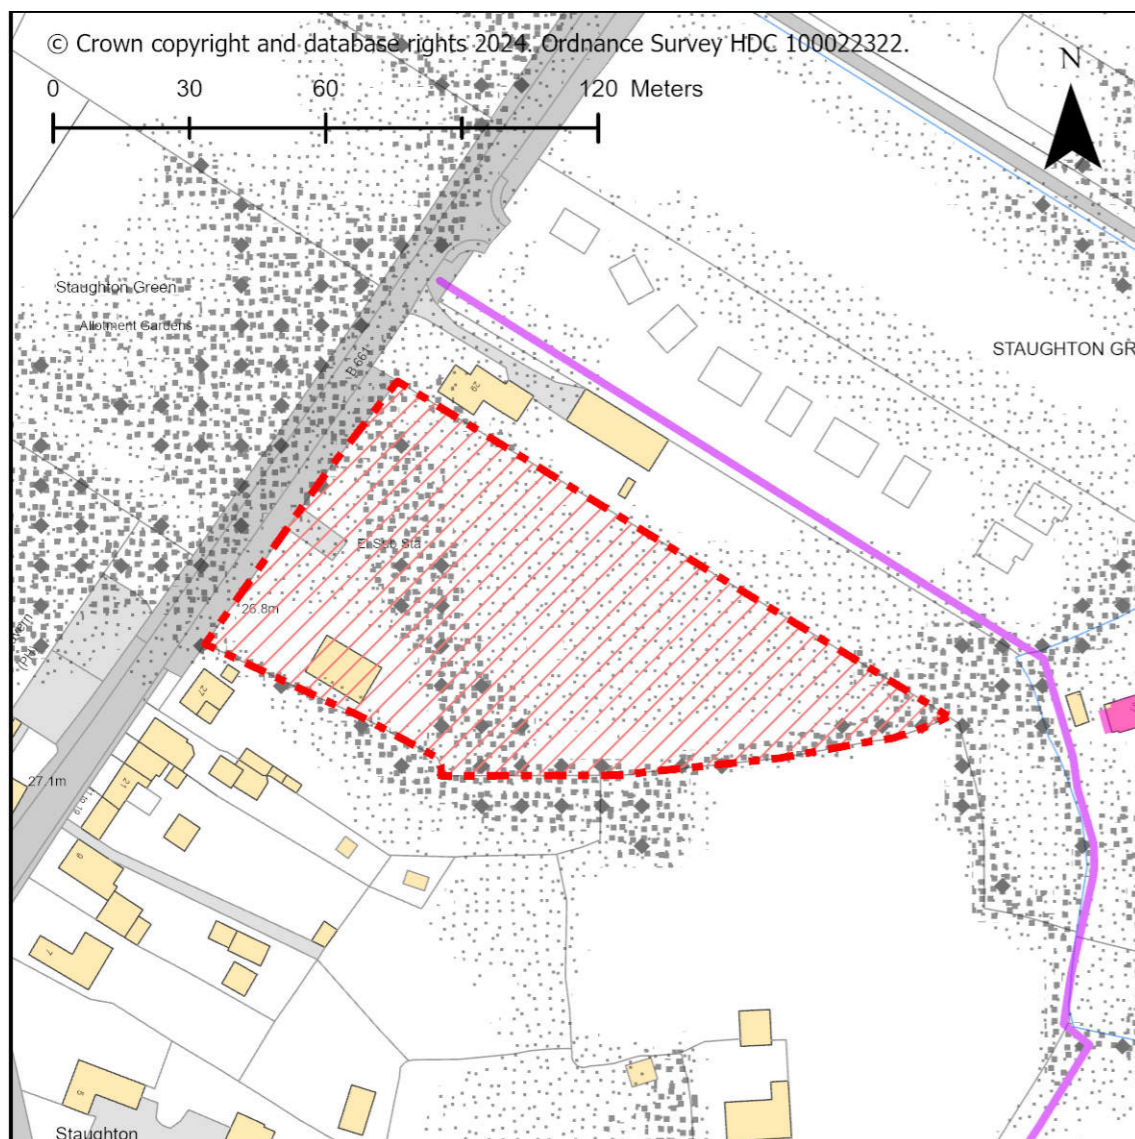 © Crown copyright and database rights 2024. Ordnance Survey HDC 100022322.
N
0 30 60 120 Meters
Staughton Green
Allotment Gardens
STAUGHTON GR
B 661
29
El Sub Sta
26.8m
(PH)
27
27.1m
21
9
7
5
Staughton